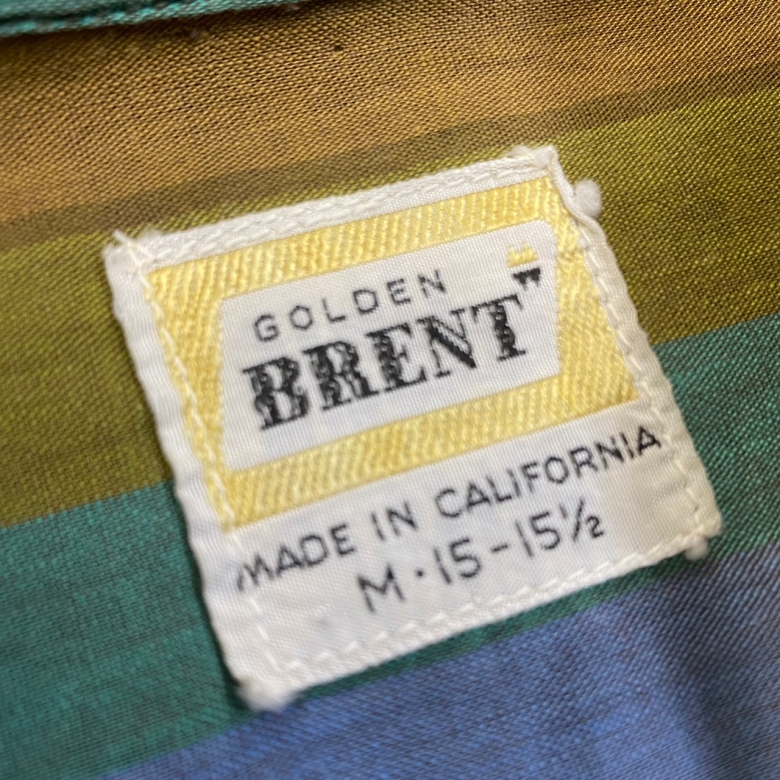 GOLDEN
BRENT
MADE IN CALIFORNIA
M·15-15½